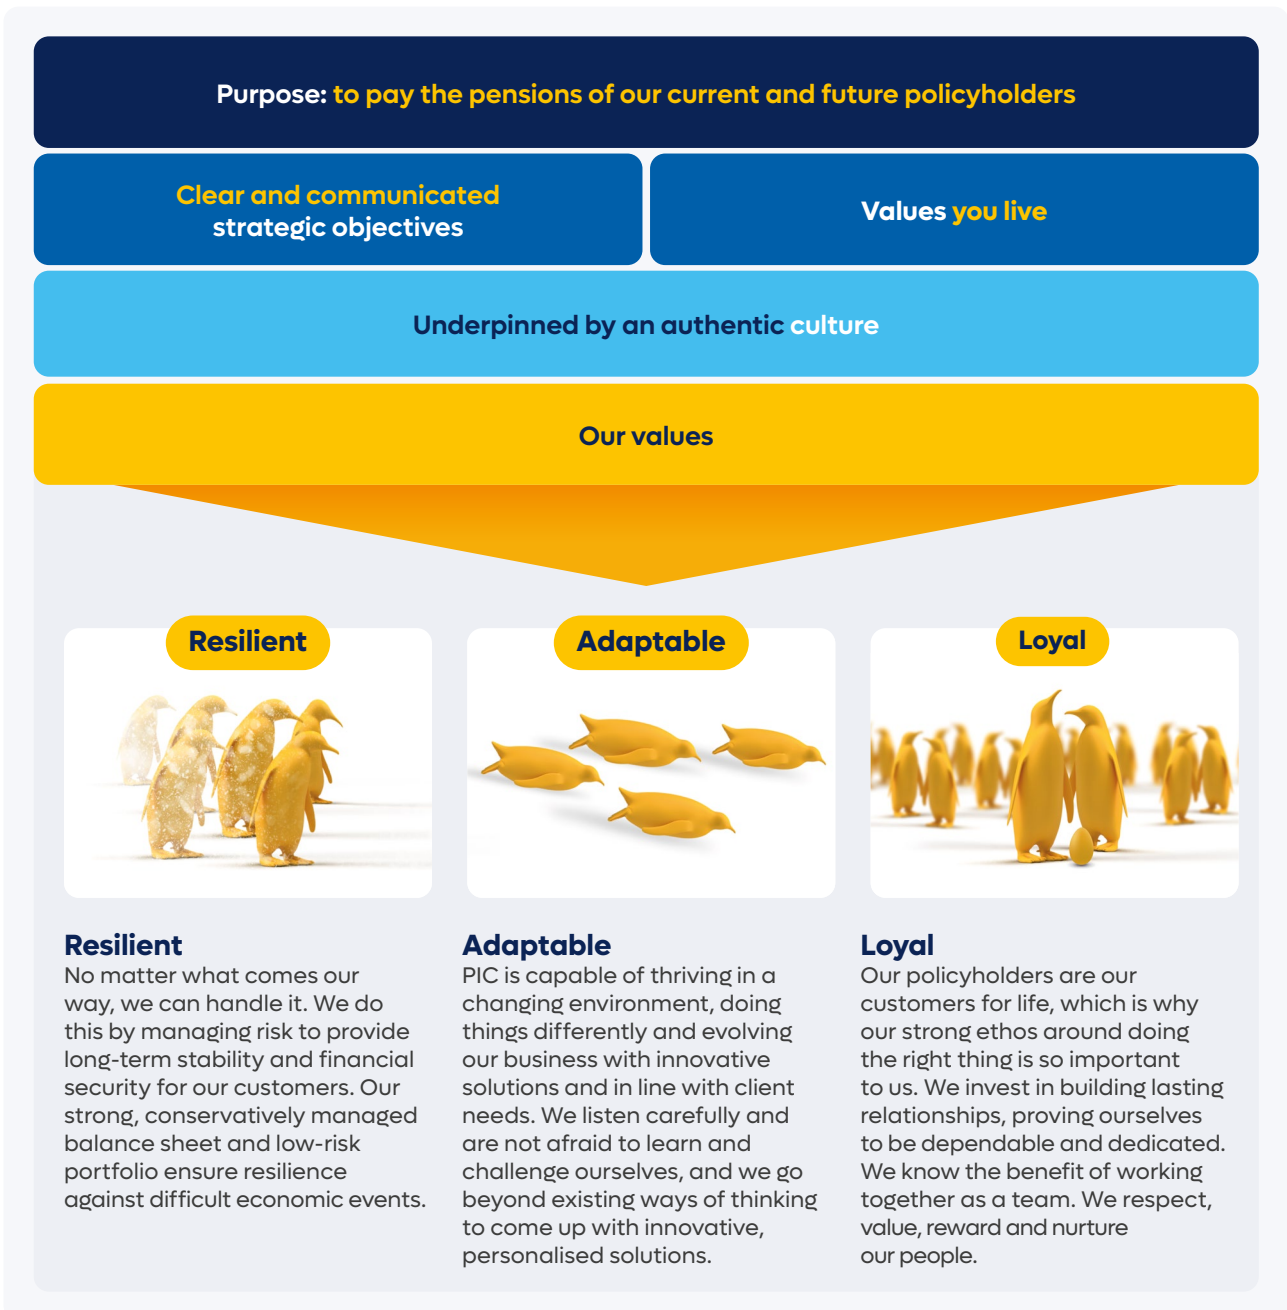 Purpose: to pay the pensions of our current and future policyholders
Clear and communicated
strategic objectives
Values you live
Underpinned by an authentic culture
Our values
Resilient
Adaptable
Loyal
Resilient
No matter what comes our
way, we can handle it. We do
this by managing risk to provide
long-term stability and financial
security for our customers. Our
strong, conservatively managed
balance sheet and low-risk
portfolio ensure resilience
against difficult economic events.
Adaptable
PIC is capable of thriving in a
changing environment, doing
things differently and evolving
our business with innovative
solutions and in line with client
needs. We listen carefully and
are not afraid to learn and
challenge ourselves, and we go
beyond existing ways of thinking
to come up with innovative,
personalised solutions.
Loyal
Our policyholders are our
customers for life, which is why
our strong ethos around doing
the right thing is so important
to us. We invest in building lasting
relationships, proving ourselves
to be dependable and dedicated.
We know the benefit of working
together as a team. We respect,
value, reward and nurture
our people.